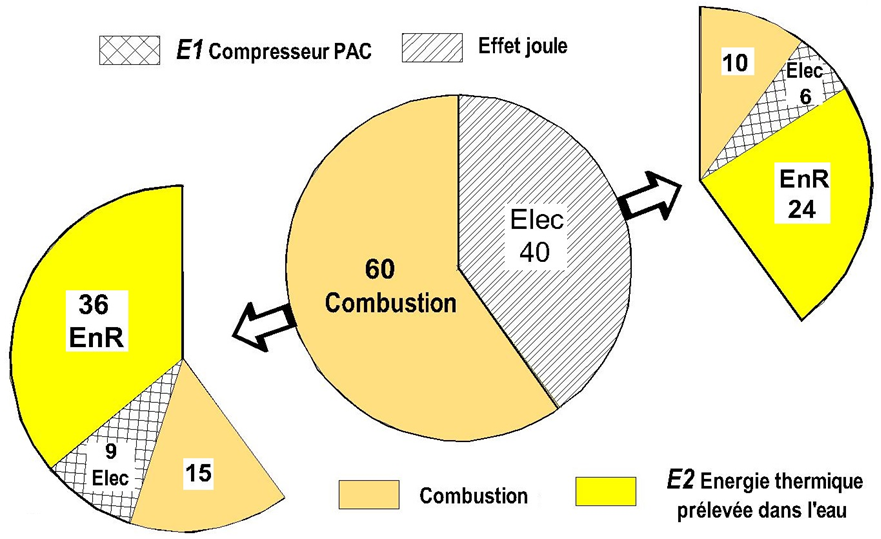 E1 Compresseur PAC
Effet joule
10
Elec
6
EnR
24
Elec
40
60
Combustion
36
EnR
9
Elec
15
Combustion
E2 Energie thermique
prélevée dans l'eau